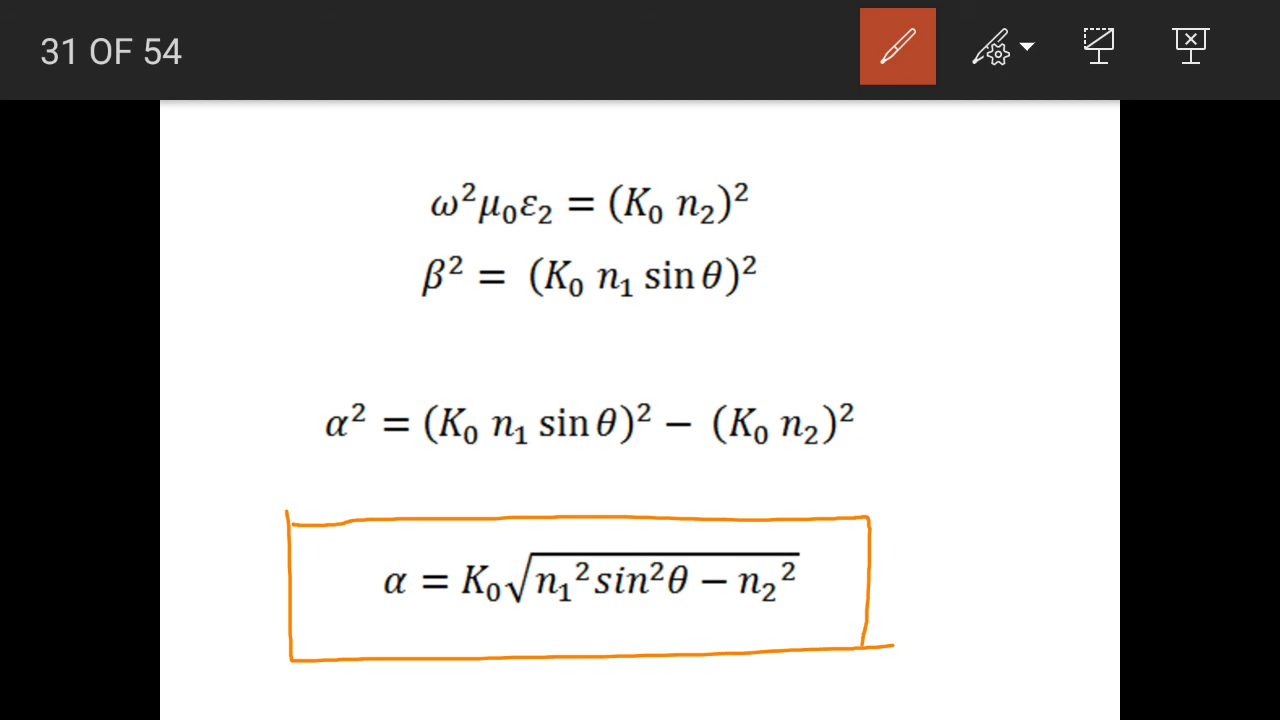 31 OF 54
ω²μ₀ε₂ = (K₀ n₂)²
β² = (K₀ n₁ sin θ)²
α² = (K₀ n₁ sin θ)² − (K₀ n₂)²
α = K₀√(n₁²sin²θ − n₂²)